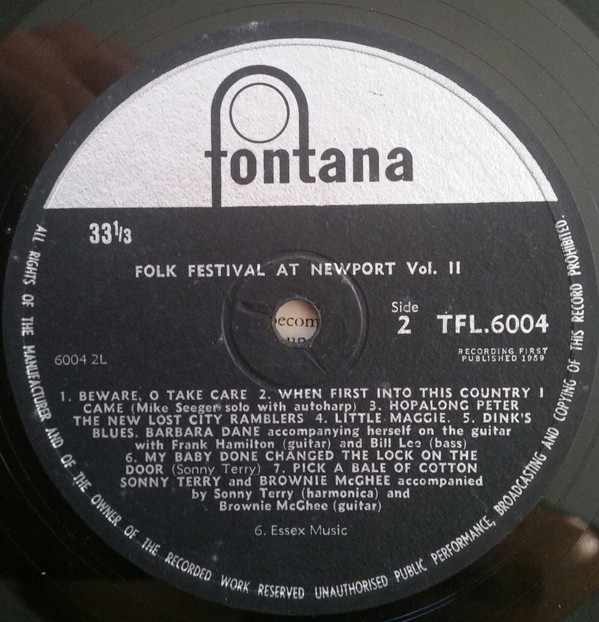 fontana
33 1/3
FOLK FESTIVAL AT NEWPORT Vol. II
Side
2 TFL.6004
RECORDING FIRST
PUBLISHED 1959
6004 2L
ecom
1. BEWARE, O TAKE CARE 2. WHEN FIRST INTO THIS COUNTRY I
CAME (Mike Seeger solo with autoharp) 3. HOPALONG PETER
THE NEW LOST CITY RAMBLERS 4. LITTLE MAGGIE. 5. DINK'S
BLUES. BARBARA DANE accompanying herself on the guitar
with Frank Hamilton (guitar) and Bill Lee (bass)
6. MY BABY DONE CHANGED THE LOCK ON THE
DOOR (Sonny Terry) 7. PICK A BALE OF COTTON
SONNY TERRY and BROWNIE McGHEE accompanied
by Sonny Terry (harmonica) and
Brownie McGhee (guitar)
6. Essex Music
ALL RIGHTS OF THE MANUFACTURER AND OF THE OWNER OF THE RECORDED WORK RESERVED UNAUTHORISED PUBLIC PERFORMANCE, BROADCASTING AND COPYING OF THIS RECORD PROHIBITED.